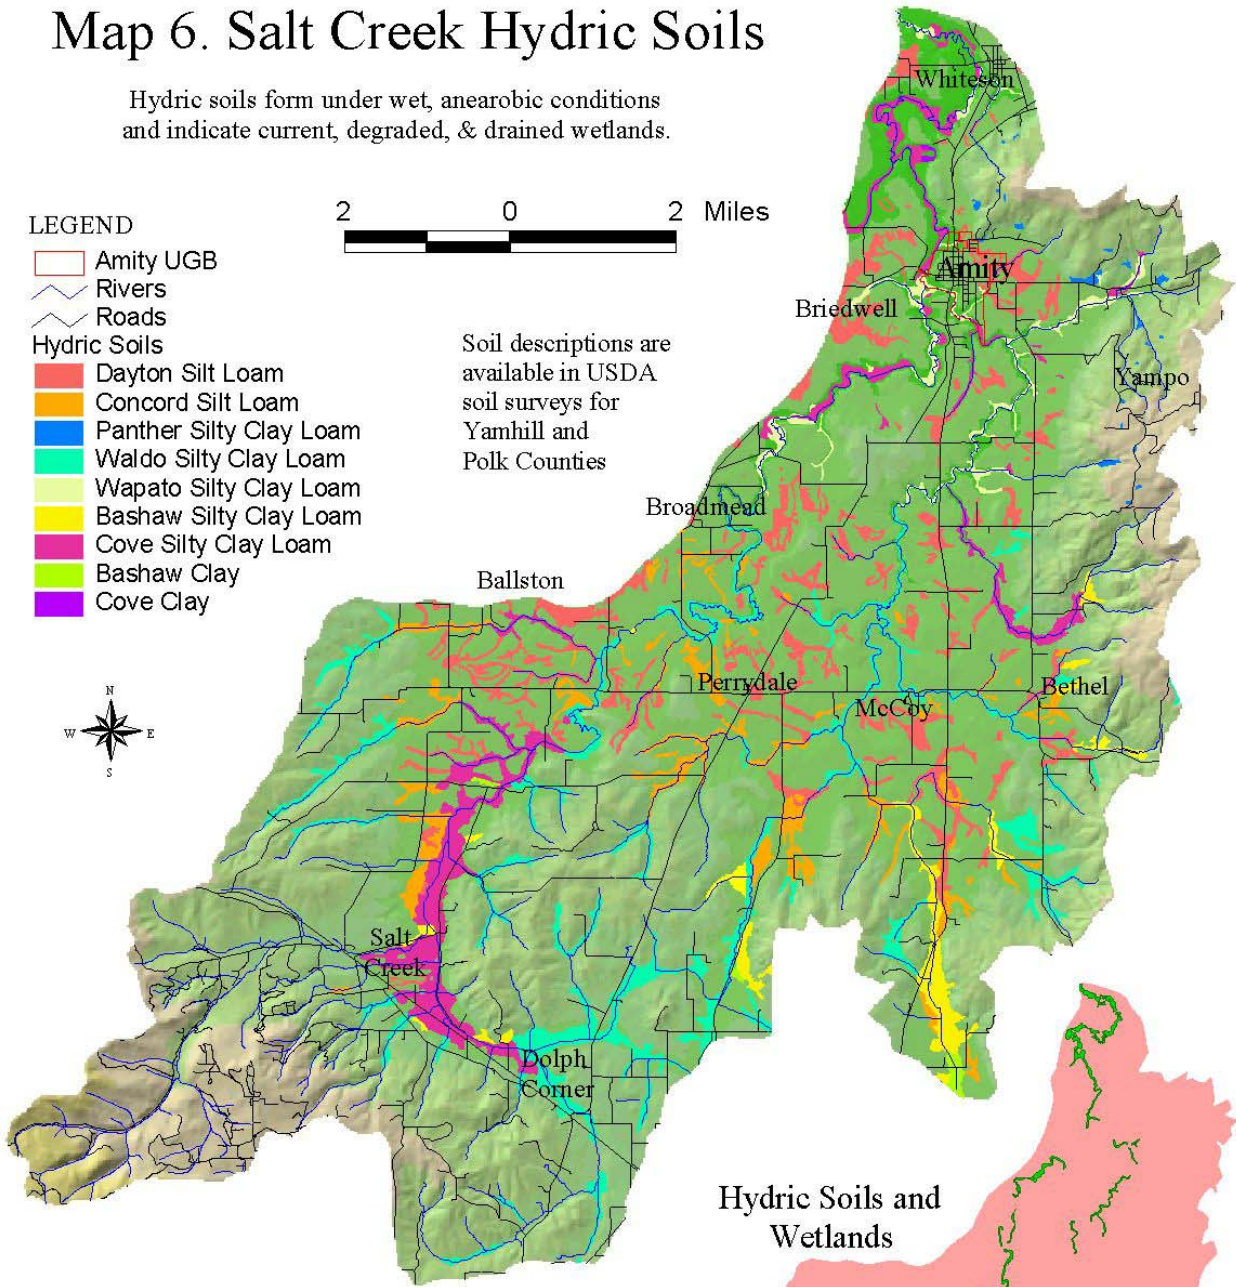 Map 6. Salt Creek Hydric Soils
Hydric soils form under wet, anearobic conditions
and indicate current, degraded, & drained wetlands.
2 0 2 Miles
LEGEND
Amity UGB
Rivers
Roads
Hydric Soils
Dayton Silt Loam
Concord Silt Loam
Panther Silty Clay Loam
Waldo Silty Clay Loam
Wapato Silty Clay Loam
Bashaw Silty Clay Loam
Cove Silty Clay Loam
Bashaw Clay
Cove Clay
Soil descriptions are
available in USDA
soil surveys for
Yamhill and
Polk Counties
N
W E
S
Whiteson
Amity
Briedwell
Yampo
Broadmead
Ballston
Perrydale
Bethel
McCoy
Salt
Creek
Dolph
Corner
Hydric Soils and
Wetlands